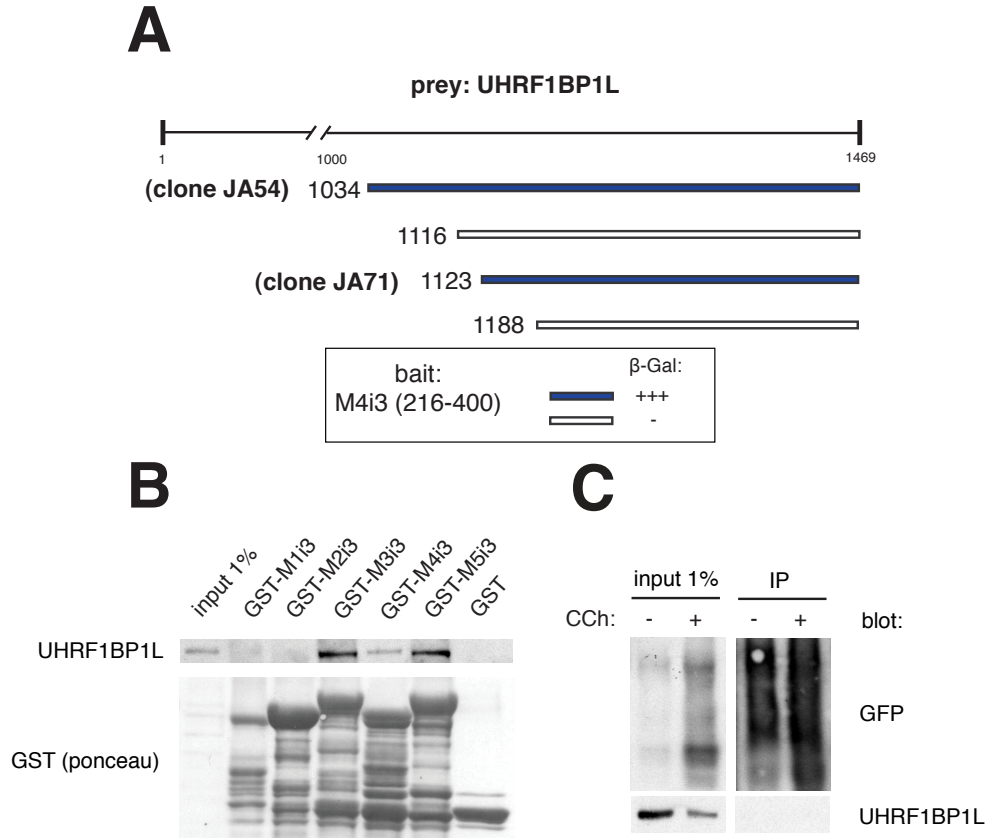 A
prey: UHRF1BP1L
1 1000 1469
(clone JA54) 1034
1116
(clone JA71) 1123
1188
bait:
M4i3 (216-400)
β-Gal:
+++
-
B
input 1% GST-M1i3 GST-M2i3 GST-M3i3 GST-M4i3 GST-M5i3 GST
UHRF1BP1L
GST (ponceau)
C
input 1% IP
CCh: - + - + blot:
GFP
UHRF1BP1L